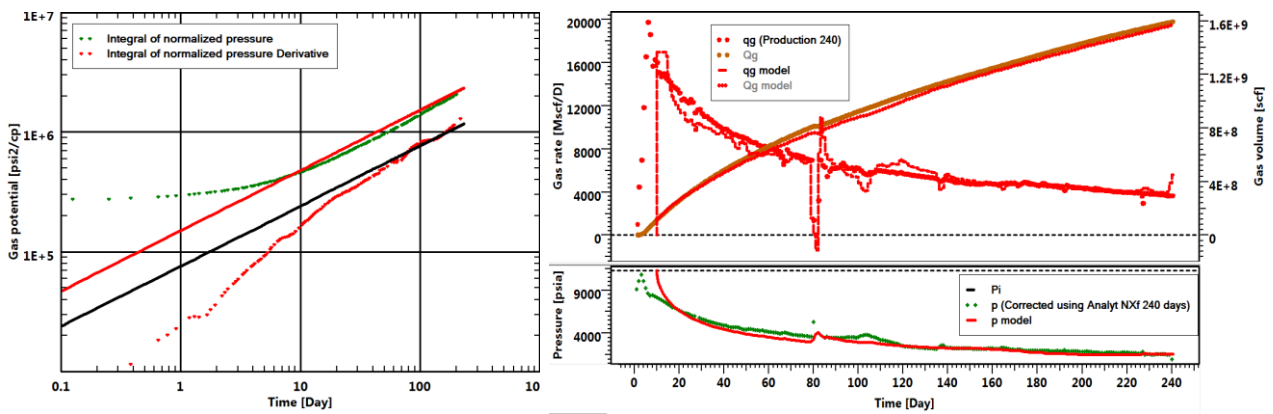 1E+7
Integral of normalized pressure
Integral of normalized pressure Derivative
1E+6
1E+5
Gas potential [psi2/cp]
0.1
1
10
100
10
Time [Day]
20000
16000
12000
8000
4000
0
Gas rate [Mscf/D]
qg (Production 240)
Qg
qg model
Qg model
1.6E+9
1.2E+9
8E+8
4E+8
0
Gas volume [scf]
9000
4000
Pressure [psia]
Pi
p (Corrected using Analyt NXf 240 days)
p model
0 20 40 60 80 100 120 140 160 180 200 220 240
Time [Day]